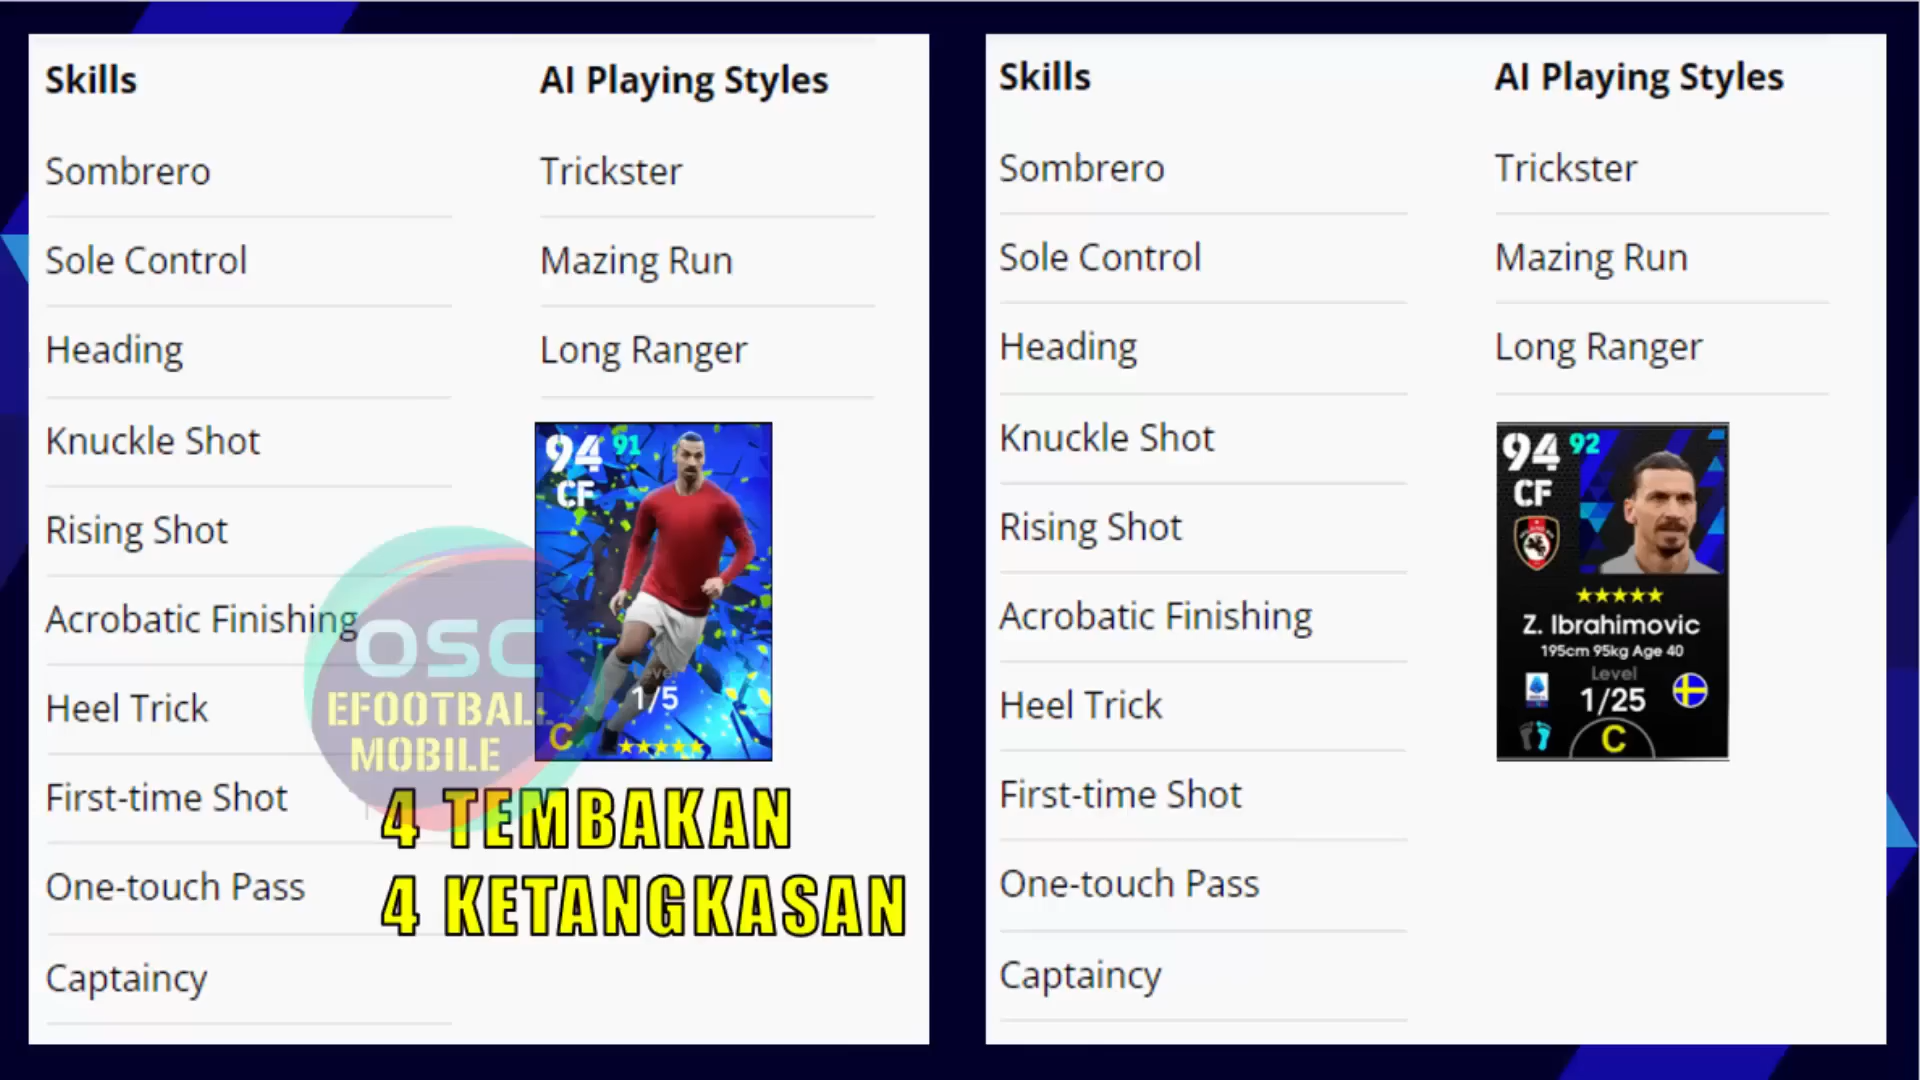 Skills
AI Playing Styles
Sombrero
Trickster
Sole Control
Mazing Run
Heading
Long Ranger
Knuckle Shot
Rising Shot
Acrobatic Finishing
Heel Trick
First-time Shot
One-touch Pass
Captaincy
94 91
CF
Level
1/5
C
OSC
EFOOTBALL
MOBILE
4 TEMBAKAN
4 KETANGKASAN
Skills
AI Playing Styles
Sombrero
Trickster
Sole Control
Mazing Run
Heading
Long Ranger
Knuckle Shot
Rising Shot
Acrobatic Finishing
Heel Trick
First-time Shot
One-touch Pass
Captaincy
94 92
CF
Z. Ibrahimovic
195cm 95kg Age 40
Level
1/25
C